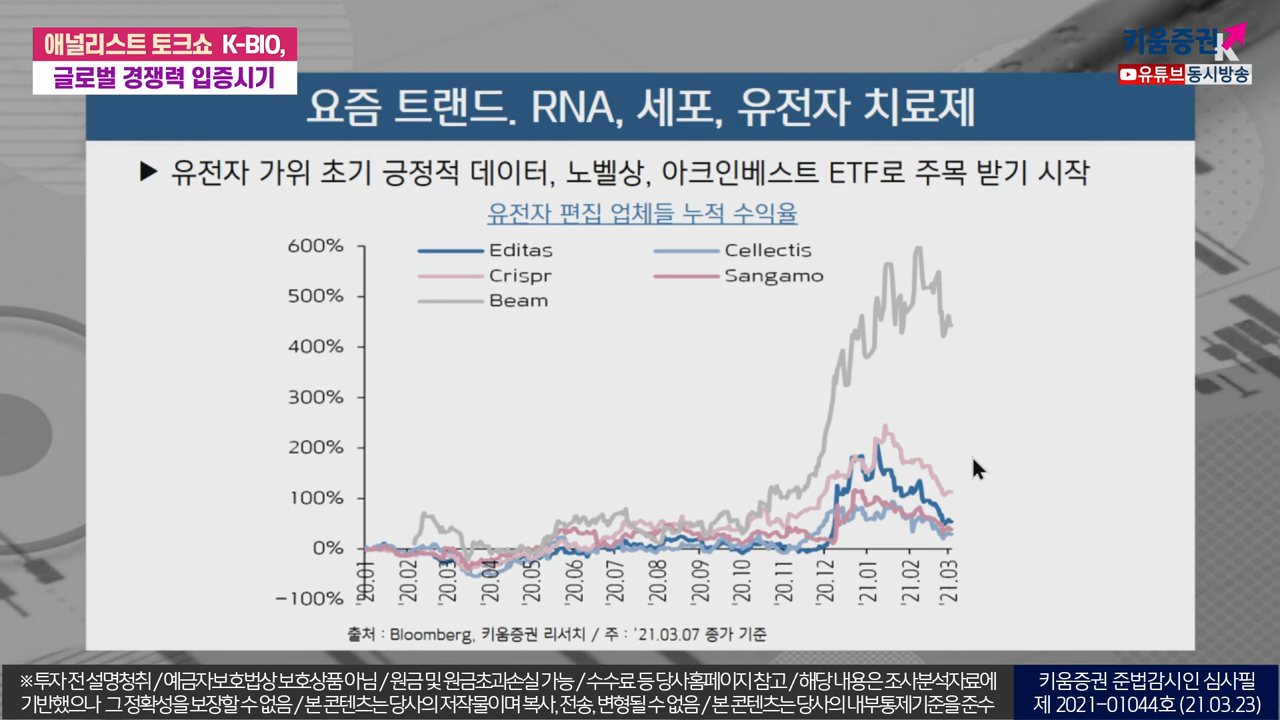 애널리스트 토크쇼 K-BIO,
글로벌 경쟁력 입증시기
키움증권
유튜브동시방송
요즘 트랜드. RNA, 세포, 유전자 치료제
▶ 유전자 가위 초기 긍정적 데이터, 노벨상, 아크인베스트 ETF로 주목 받기 시작
유전자 편집 업체들 누적 수익율
Editas
Cellectis
Crispr
Sangamo
Beam
600%
500%
400%
300%
200%
100%
0%
-100%
'20.01
'20.02
'20.03
'20.04
'20.05
'20.06
'20.07
'20.08
'20.09
'20.10
'20.11
'20.12
'21.01
'21.02
'21.03
출처 : Bloomberg, 키움증권 리서치 / 주 : '21.03.07 종가 기준
※ 투자 전 설명청취 / 예금자보호법상 보호상품 아님 / 원금 및 원금초과손실 가능 / 수수료 등 당사홈페이지 참고 / 해당 내용은 조사분석자료에
기반했으나 그 정확성을 보장할 수 없음 / 본 콘텐츠는 당사의 저작물이며 복사, 전송, 변형될 수 없음 / 본 콘텐츠는 당사의 내부통제기준을 준수
키움증권 준법감시인 심사필
제 2021-01044호 (21.03.23)